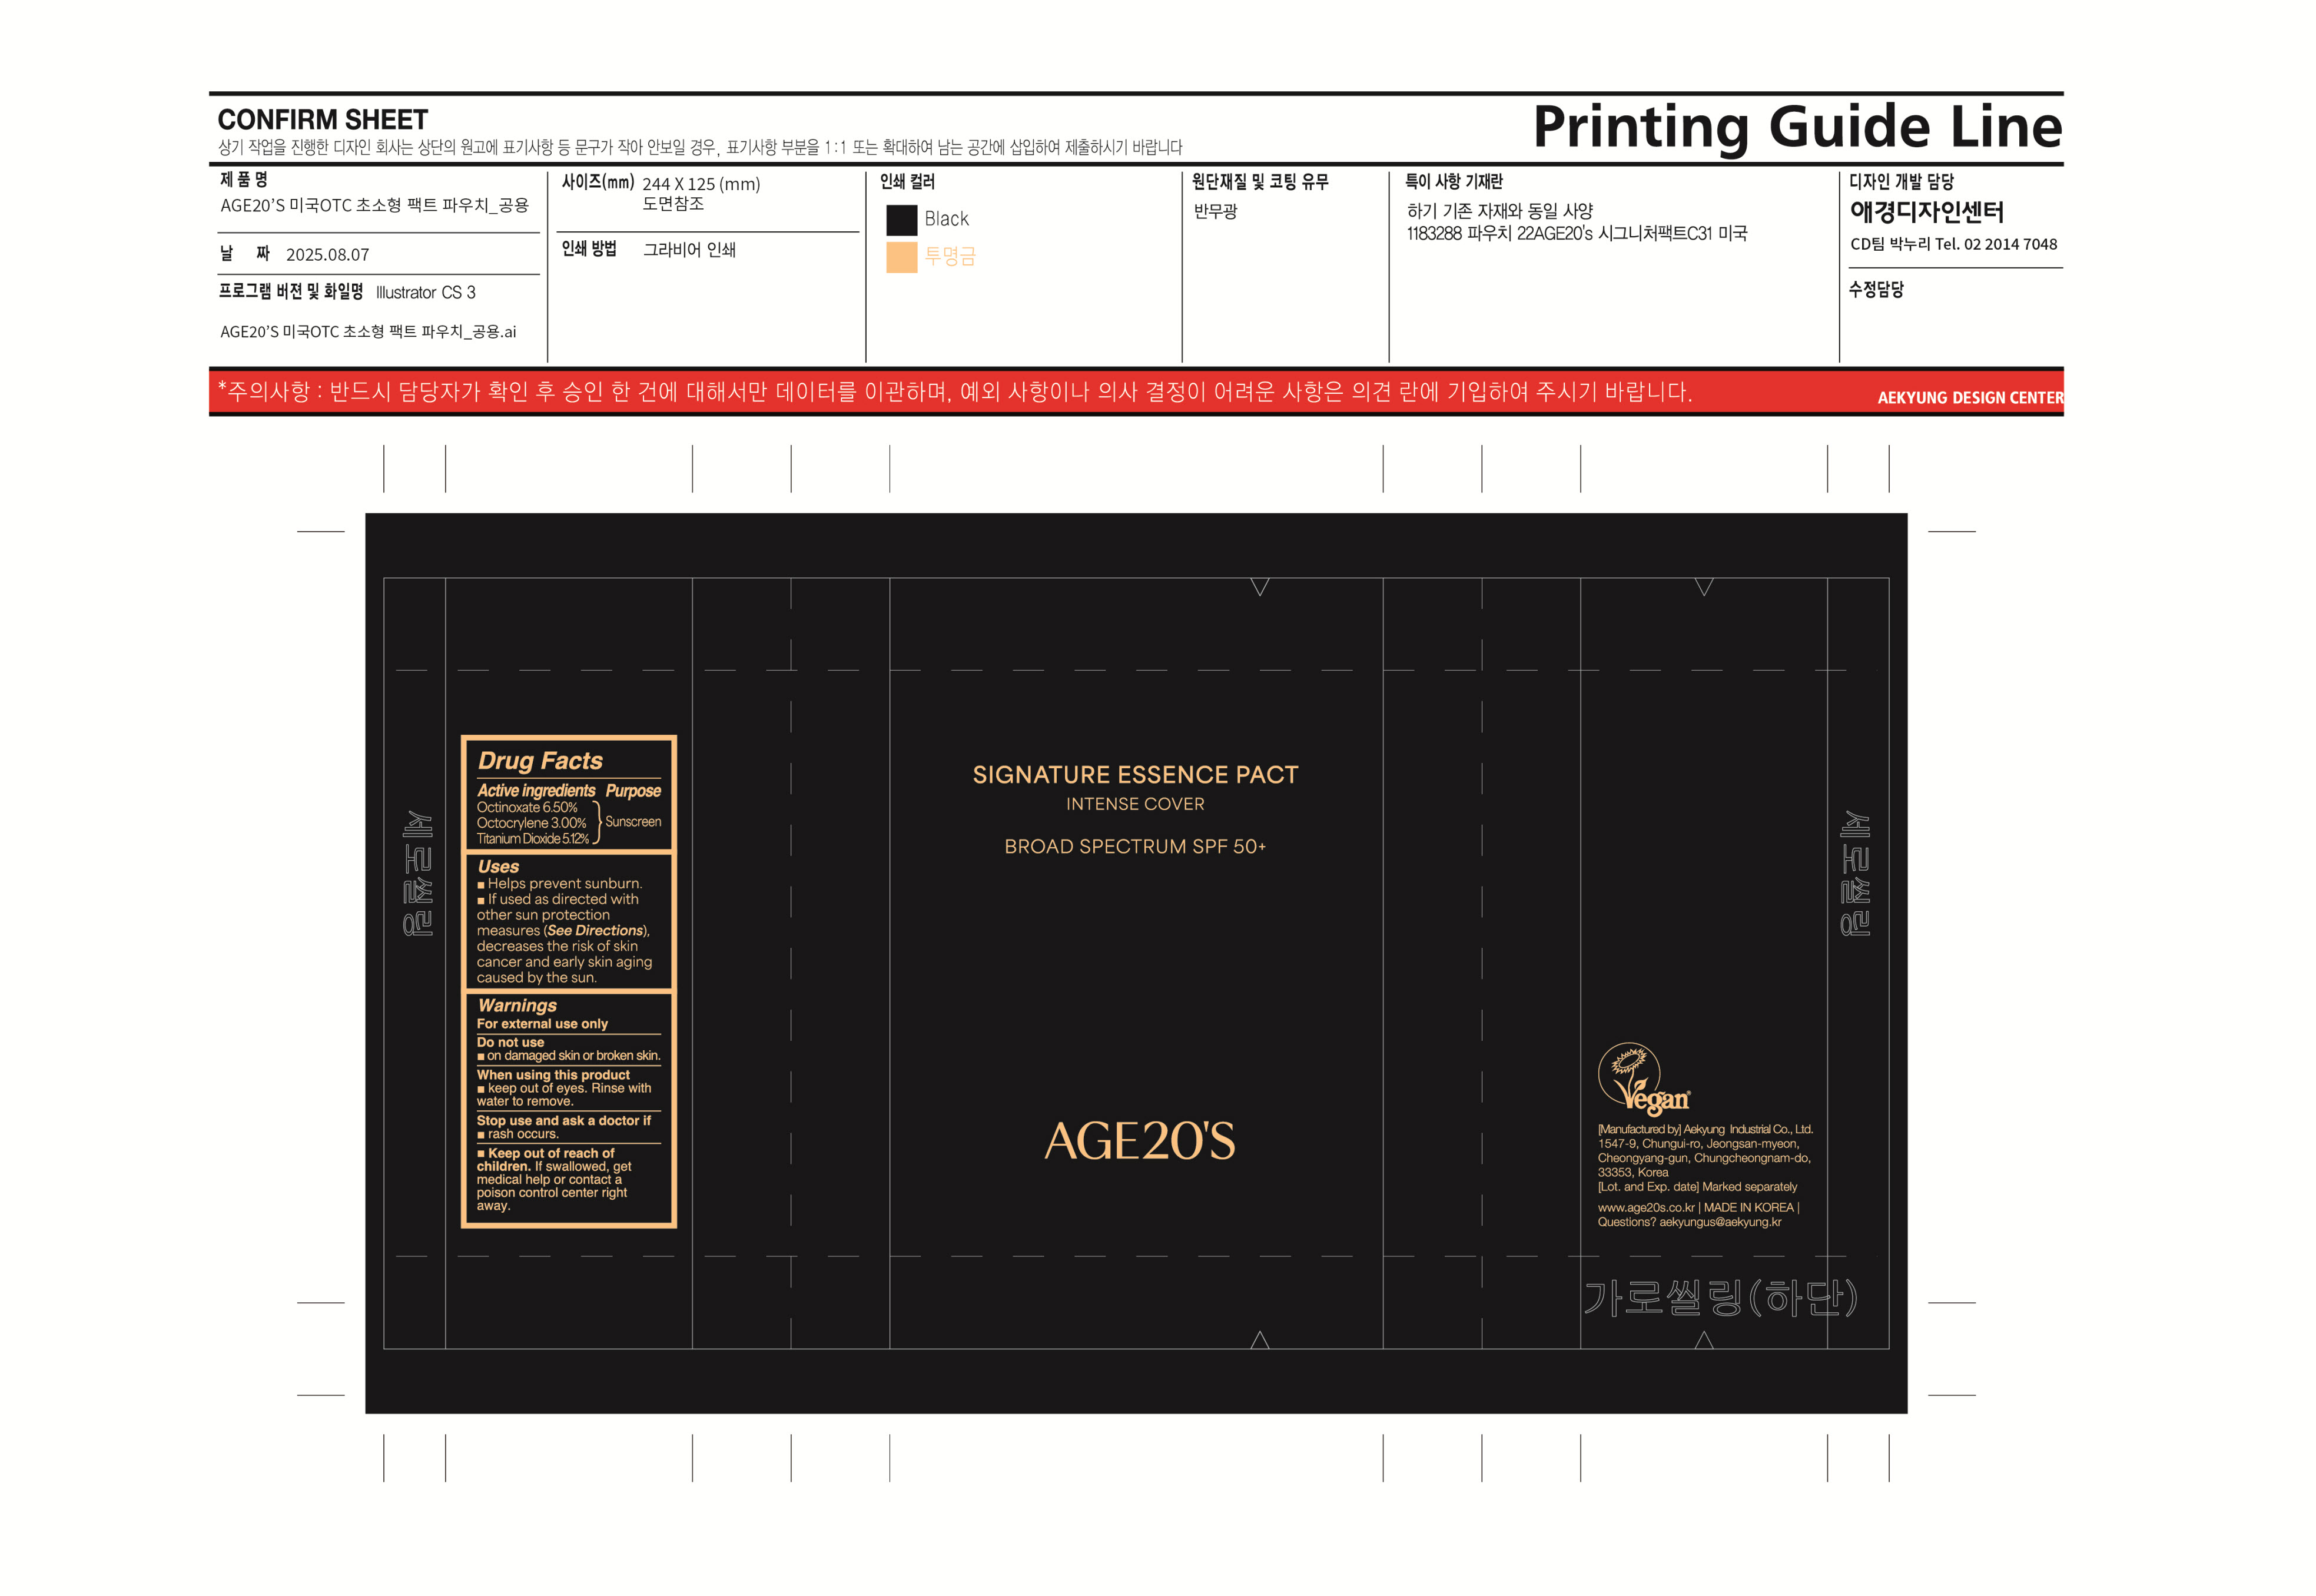 CONFIRM SHEET
상기 작업을 진행한 디자인 회사는 상단의 원고에 표기사항 등 문구가 작아 안보일 경우, 표기사항 부분을 1:1 또는 확대하여 남는 공간에 삽입하여 제출하시기 바랍니다
Printing Guide Line
제 품 명
AGE20'S 미국OTC 초소형 팩트 파우치_공용
날 짜 2025.08.07
프로그램 버젼 및 화일명 Illustrator CS 3
AGE20'S 미국OTC 초소형 팩트 파우치_공용.ai
사이즈(mm) 244 X 125 (mm)
도면참조
인쇄 방법 그라비어 인쇄
인쇄 컬러
Black
투명금
원단재질 및 코팅 유무
반무광
특이 사항 기재란
하기 기존 자재와 동일 사양
1183288 파우치 22AGE20's 시그니처팩트C31 미국
디자인 개발 담당
애경디자인센터
CD팀 박누리 Tel. 02 2014 7048
수정담당
*주의사항 : 반드시 담당자가 확인 후 승인 한 건에 대해서만 데이터를 이관하며, 예외 사항이나 의사 결정이 어려운 사항은 의견 란에 기입하여 주시기 바랍니다.
AEKYUNG DESIGN CENTER
세로씰링
Drug Facts
Active ingredients Purpose
Octinoxate 6.50%
Octocrylene 3.00%
Titanium Dioxide 5.12%
Sunscreen
Uses
■ Helps prevent sunburn.
■ If used as directed with
other sun protection
measures (See Directions),
decreases the risk of skin
cancer and early skin aging
caused by the sun.
Warnings
For external use only
Do not use
■ on damaged skin or broken skin.
When using this product
■ keep out of eyes. Rinse with
water to remove.
Stop use and ask a doctor if
■ rash occurs.
■ Keep out of reach of
children. If swallowed, get
medical help or contact a
poison control center right
away.
SIGNATURE ESSENCE PACT
INTENSE COVER
BROAD SPECTRUM SPF 50+
AGE20'S
Vegan®
[Manufactured by] Aekyung Industrial Co., Ltd.
1547-9, Chungui-ro, Jeongsan-myeon,
Cheongyang-gun, Chungcheongnam-do,
33353, Korea
[Lot. and Exp. date] Marked separately
www.age20s.co.kr | MADE IN KOREA |
Questions? aekyungus@aekyung.kr
세로씰링
가로씰링(하단)